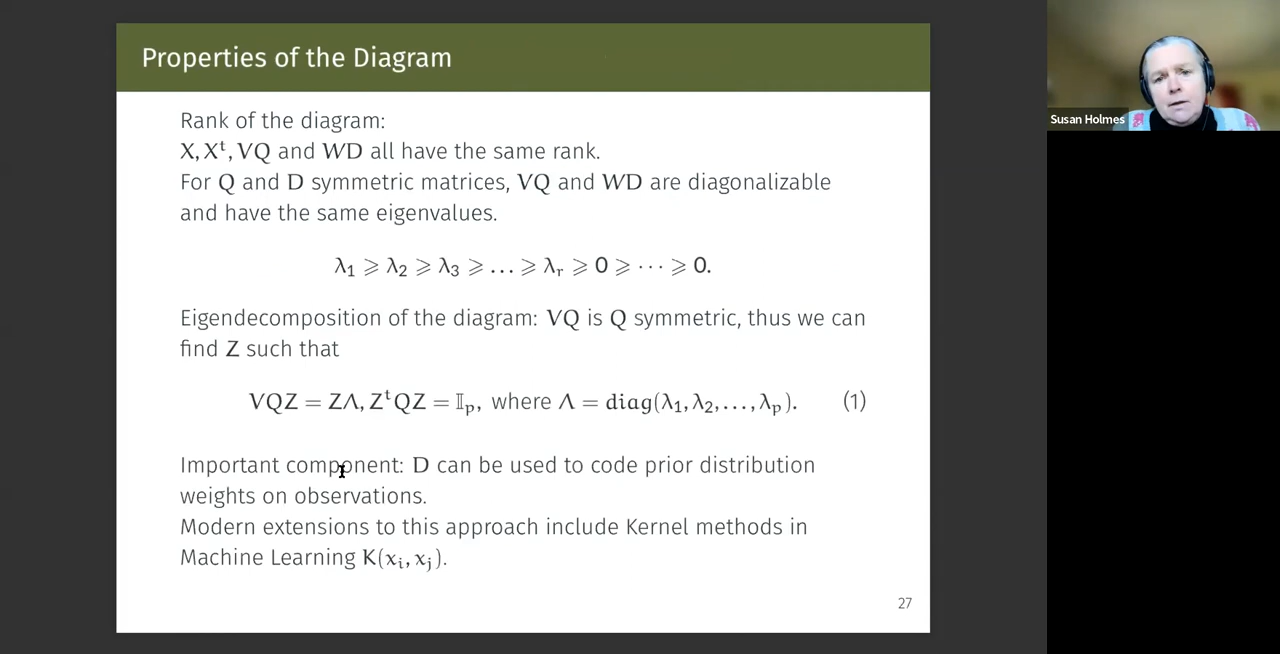 Properties of the Diagram
Susan Holmes
Rank of the diagram:
X, Xᵗ, VQ and WD all have the same rank.
For Q and D symmetric matrices, VQ and WD are diagonalizable
and have the same eigenvalues.
λ₁ ⩾ λ₂ ⩾ λ₃ ⩾ … ⩾ λᵣ ⩾ 0 ⩾ ⋯ ⩾ 0.
Eigendecomposition of the diagram: VQ is Q symmetric, thus we can
find Z such that
VQZ = ZΛ, ZᵗQZ = 𝕀ₚ, where Λ = diag(λ₁, λ₂, …, λₚ). (1)
Important component: D can be used to code prior distribution
weights on observations.
Modern extensions to this approach include Kernel methods in
Machine Learning K(xᵢ, xⱼ).
27